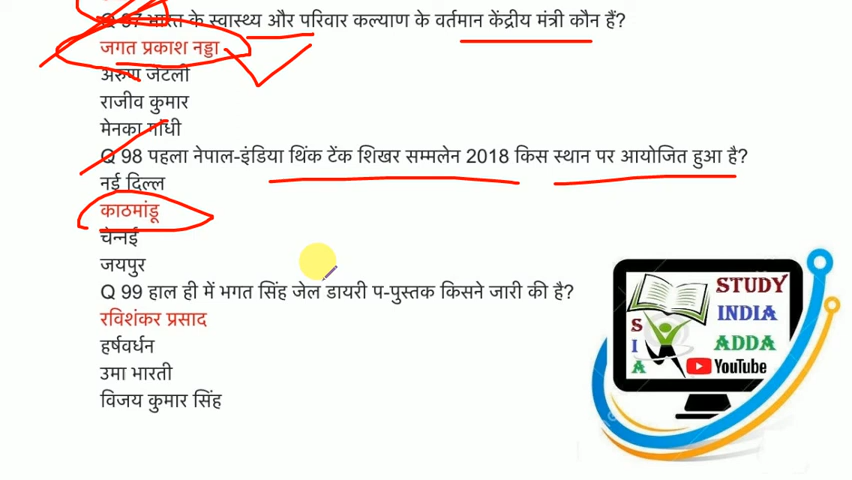 Q 97 भारत के स्वास्थ्य और परिवार कल्याण के वर्तमान केंद्रीय मंत्री कौन हैं?
जगत प्रकाश नड्डा
अरुण जेटली
राजीव कुमार
मेनका गांधी
Q 98 पहला नेपाल-इंडिया थिंक टेंक शिखर सम्मलेन 2018 किस स्थान पर आयोजित हुआ है?
नई दिल्ल
काठमांडू
चेन्नई
जयपुर
Q 99 हाल ही में भगत सिंह जेल डायरी प-पुस्तक किसने जारी की है?
रविशंकर प्रसाद
हर्षवर्धन
उमा भारती
विजय कुमार सिंह
STUDY
INDIA
ADDA
YouTube
S
I
A